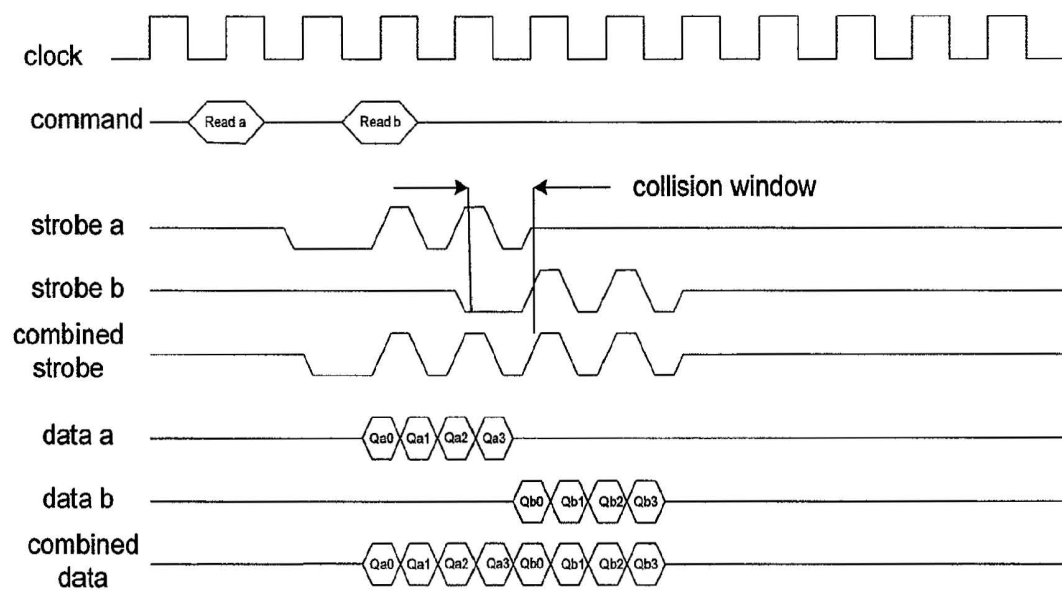 clock
command
Read a
Read b
collision window
strobe a
strobe b
combined
strobe
data a
Qa0 Qa1 Qa2 Qa3
data b
Qb0 Qb1 Qb2 Qb3
combined
data
Qa0 Qa1 Qa2 Qa3 Qb0 Qb1 Qb2 Qb3